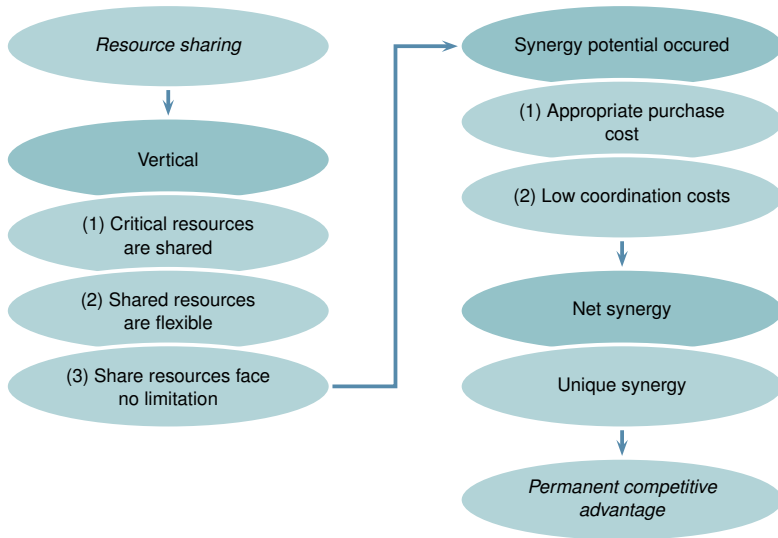 Resource sharing
Vertical
(1) Critical resources
are shared
(2) Shared resources
are flexible
(3) Share resources face
no limitation
Synergy potential occured
(1) Appropriate purchase
cost
(2) Low coordination costs
Net synergy
Unique synergy
Permanent competitive
advantage